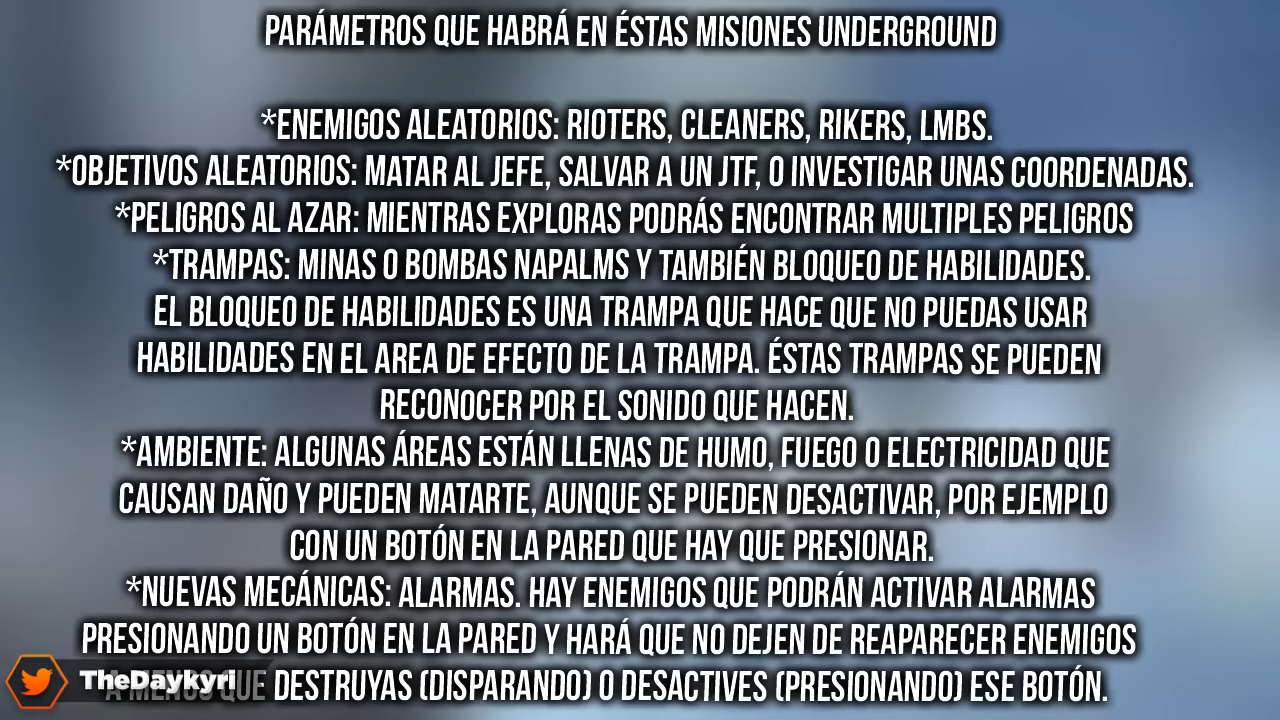 PARÁMETROS QUE HABRÁ EN ÉSTAS MISIONES UNDERGROUND
*ENEMIGOS ALEATORIOS: RIOTERS, CLEANERS, RIKERS, LMBS.
*OBJETIVOS ALEATORIOS: MATAR AL JEFE, SALVAR A UN JTF, O INVESTIGAR UNAS COORDENADAS.
*PELIGROS AL AZAR: MIENTRAS EXPLORAS PODRÁS ENCONTRAR MULTIPLES PELIGROS
*TRAMPAS: MINAS O BOMBAS NAPALMS Y TAMBIÉN BLOQUEO DE HABILIDADES.
EL BLOQUEO DE HABILIDADES ES UNA TRAMPA QUE HACE QUE NO PUEDAS USAR
HABILIDADES EN EL AREA DE EFECTO DE LA TRAMPA. ÉSTAS TRAMPAS SE PUEDEN
RECONOCER POR EL SONIDO QUE HACEN.
*AMBIENTE: ALGUNAS ÁREAS ESTÁN LLENAS DE HUMO, FUEGO O ELECTRICIDAD QUE
CAUSAN DAÑO Y PUEDEN MATARTE, AUNQUE SE PUEDEN DESACTIVAR, POR EJEMPLO
CON UN BOTÓN EN LA PARED QUE HAY QUE PRESIONAR.
*NUEVAS MECÁNICAS: ALARMAS. HAY ENEMIGOS QUE PODRÁN ACTIVAR ALARMAS
PRESIONANDO UN BOTÓN EN LA PARED Y HARÁ QUE NO DEJEN DE REAPARECER ENEMIGOS
A MENOS QUE DESTRUYAS (DISPARANDO) O DESACTIVES (PRESIONANDO) ESE BOTÓN.
TheDaykyri